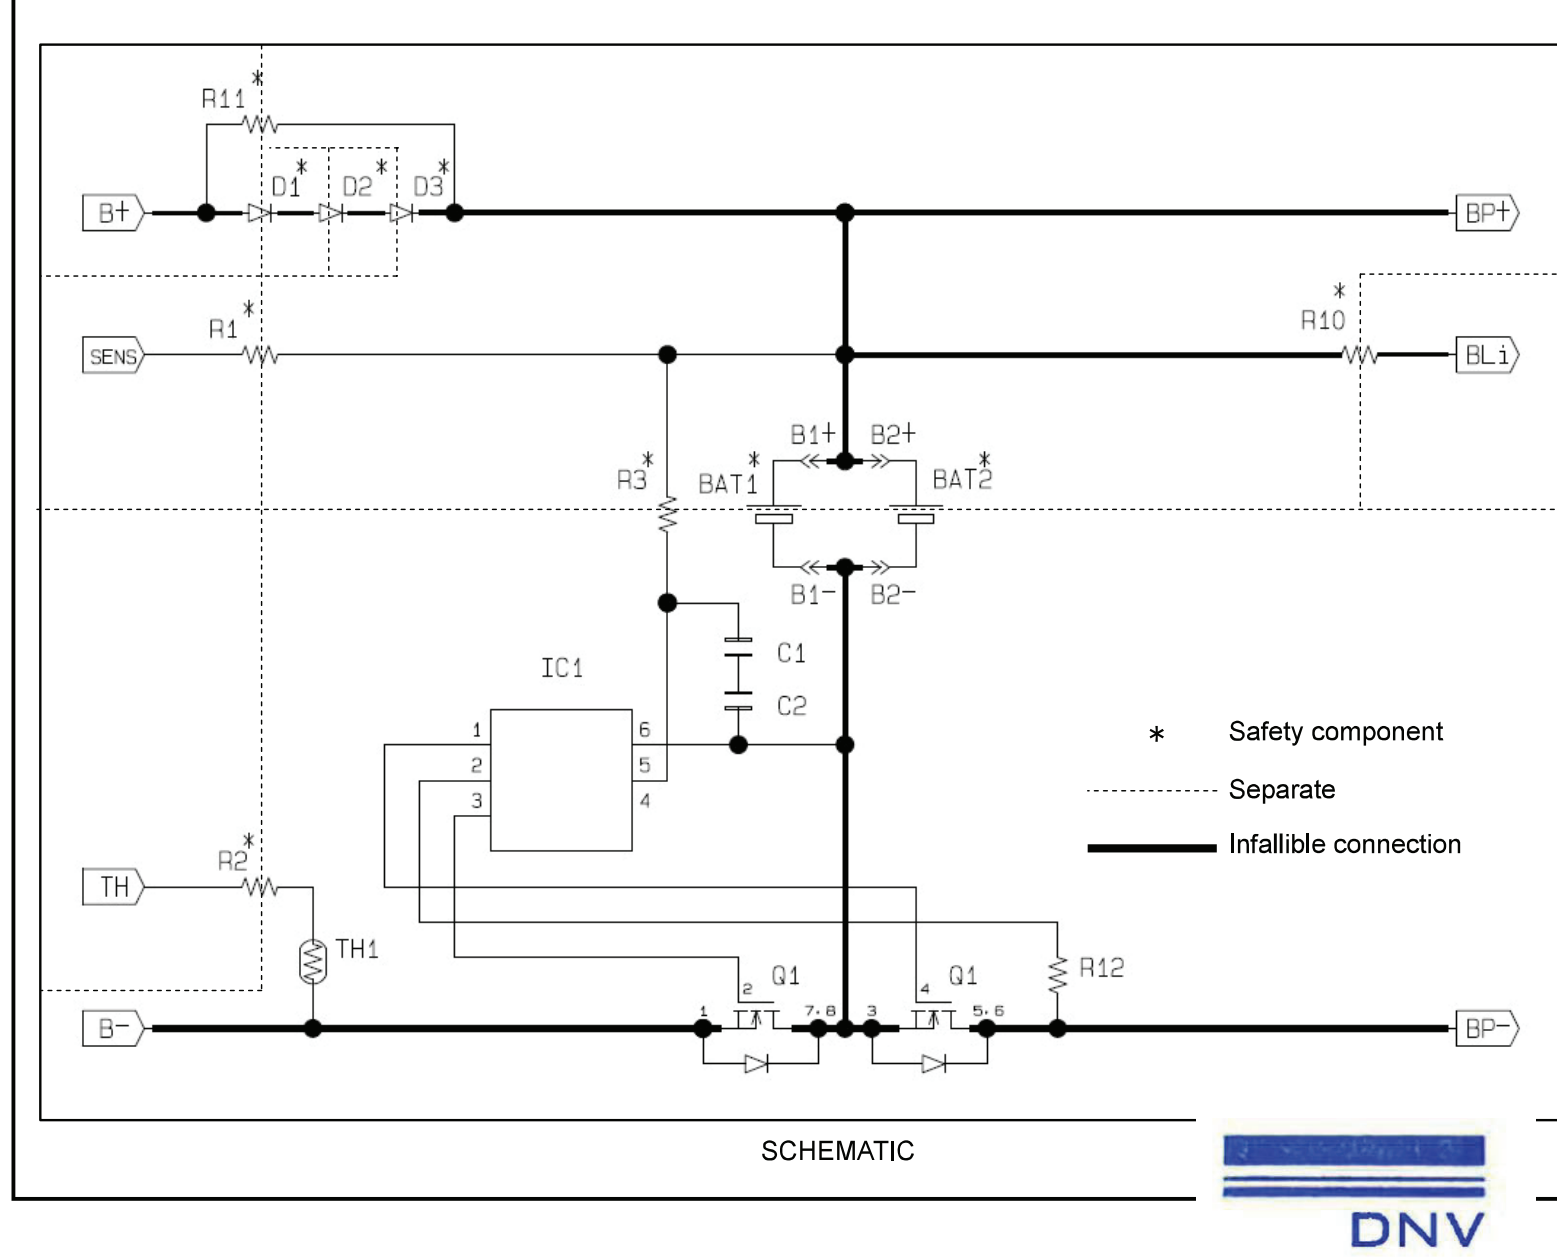 R11*
D1* D2* D3*
B+
BP+
R1*
SENS
R10*
BLi
B1+ B2+
R3* BAT1* BAT2*
B1- B2-
C1
C2
IC1
1 6
2 5
3 4
* Safety component
Separate
Infallible connection
R2*
TH
TH1
R12
Q1 Q1
2 4
B- 1 7·8 3 5·6 BP-
SCHEMATIC
DNV